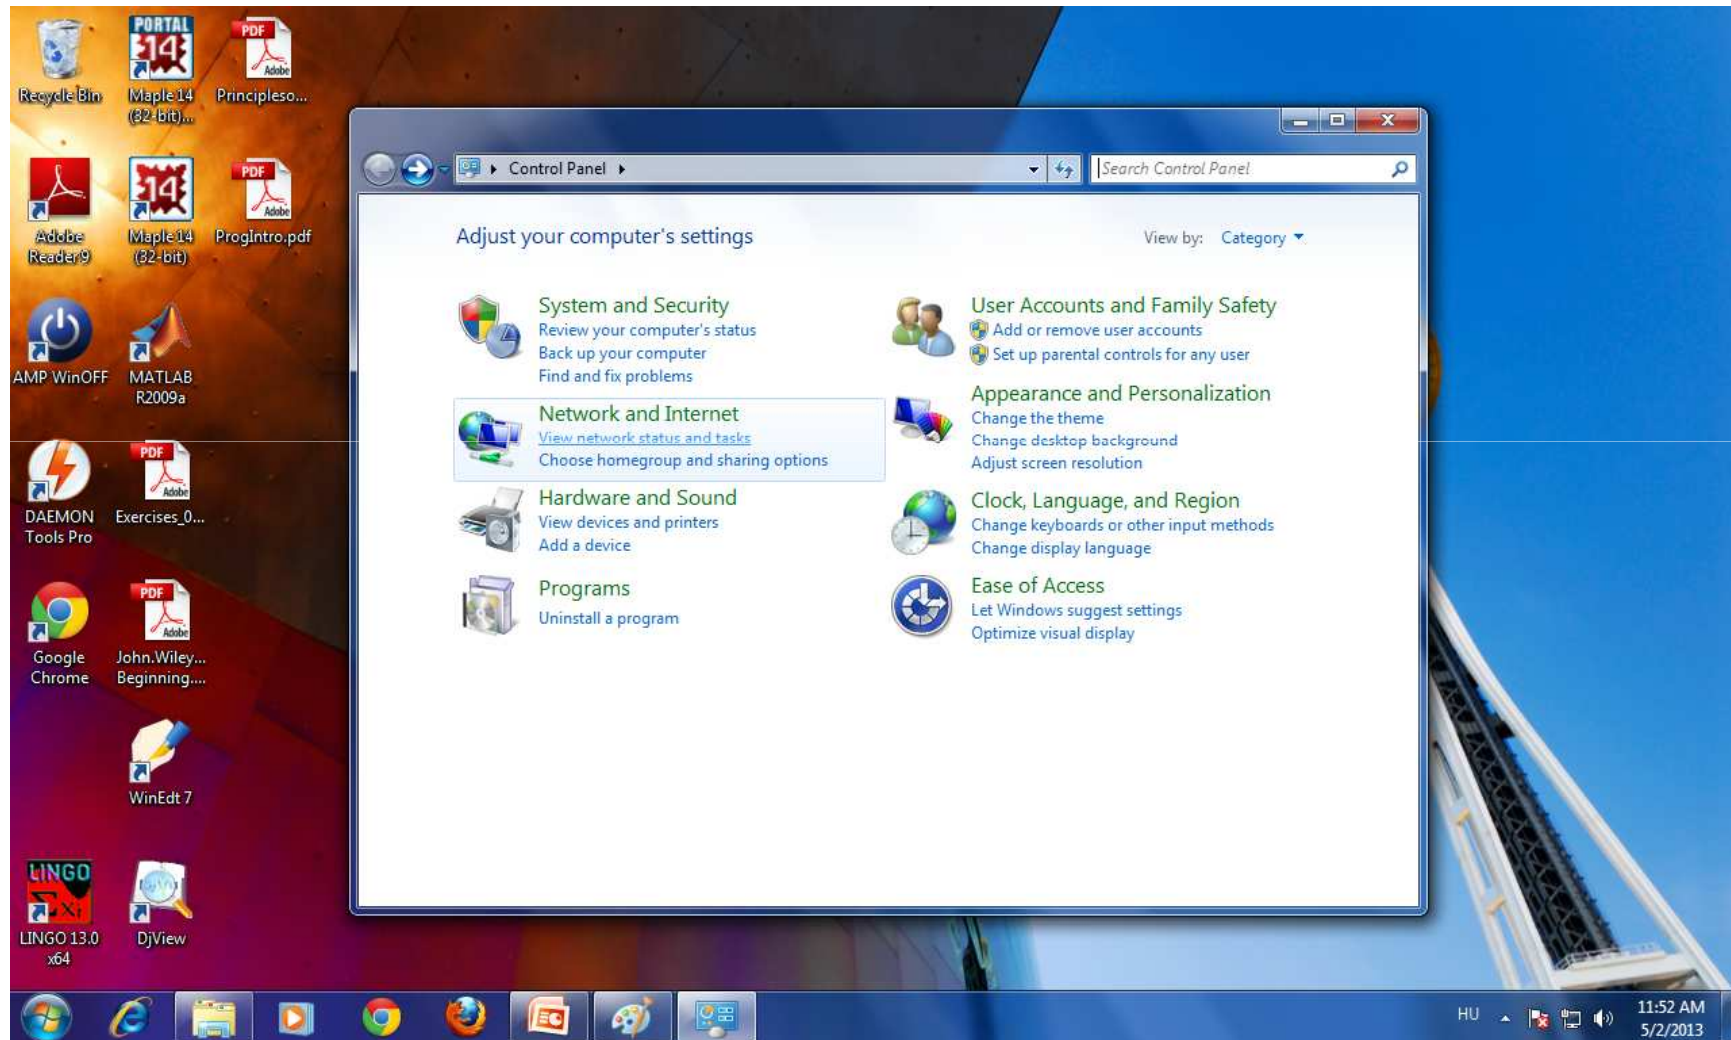 PORTAL
14
PDF
Adobe
Recycle Bin
Maple 14
(32-bit)...
Principleso...
14
PDF
Adobe
Adobe
Reader 9
Maple 14
(32-bit)
ProgIntro.pdf
AMP WinOFF
MATLAB
R2009a
PDF
Adobe
DAEMON
Tools Pro
Exercises_0...
PDF
Adobe
Google
Chrome
John.Wiley...
Beginning....
WinEdt 7
LINGO
LINGO 13.0
x64
DjView
Control Panel
Search Control Panel
Adjust your computer's settings
View by: Category
System and Security
Review your computer's status
Back up your computer
Find and fix problems
Network and Internet
View network status and tasks
Choose homegroup and sharing options
Hardware and Sound
View devices and printers
Add a device
Programs
Uninstall a program
User Accounts and Family Safety
Add or remove user accounts
Set up parental controls for any user
Appearance and Personalization
Change the theme
Change desktop background
Adjust screen resolution
Clock, Language, and Region
Change keyboards or other input methods
Change display language
Ease of Access
Let Windows suggest settings
Optimize visual display
HU
11:52 AM
5/2/2013